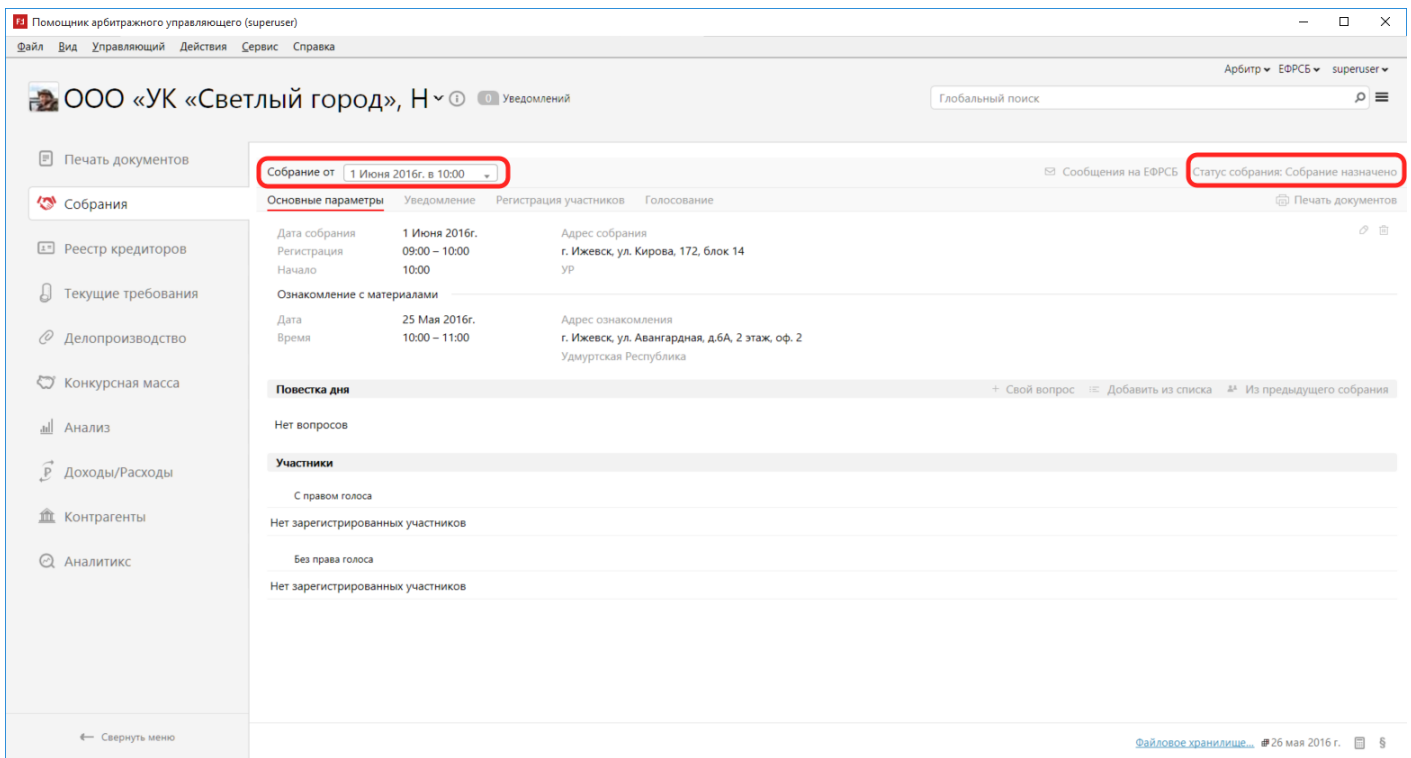 Помощник арбитражного управляющего (superuser)
Файл Вид Управляющий Действия Сервис Справка
Арбитр ЕФРСБ superuser
ООО «УК «Светлый город», Н 0 Уведомлений
Глобальный поиск
Печать документов
Собрания
Реестр кредиторов
Текущие требования
Делопроизводство
Конкурсная масса
Анализ
Доходы/Расходы
Контрагенты
Аналитикс
Свернуть меню
Собрание от 1 Июня 2016г. в 10:00 Сообщения на ЕФРСБ Статус собрания: Собрание назначено
Основные параметры Уведомление Регистрация участников Голосование Печать документов
Дата собрания 1 Июня 2016г. Адрес собрания
Регистрация 09:00 – 10:00 г. Ижевск, ул. Кирова, 172, блок 14
Начало 10:00 УР
Ознакомление с материалами
Дата 25 Мая 2016г. Адрес ознакомления
Время 10:00 – 11:00 г. Ижевск, ул. Авангардная, д.6А, 2 этаж, оф. 2
Удмуртская Республика
Повестка дня + Свой вопрос Добавить из списка Из предыдущего собрания
Нет вопросов
Участники
С правом голоса
Нет зарегистрированных участников
Без права голоса
Нет зарегистрированных участников
Файловое хранилище... 26 мая 2016 г. §